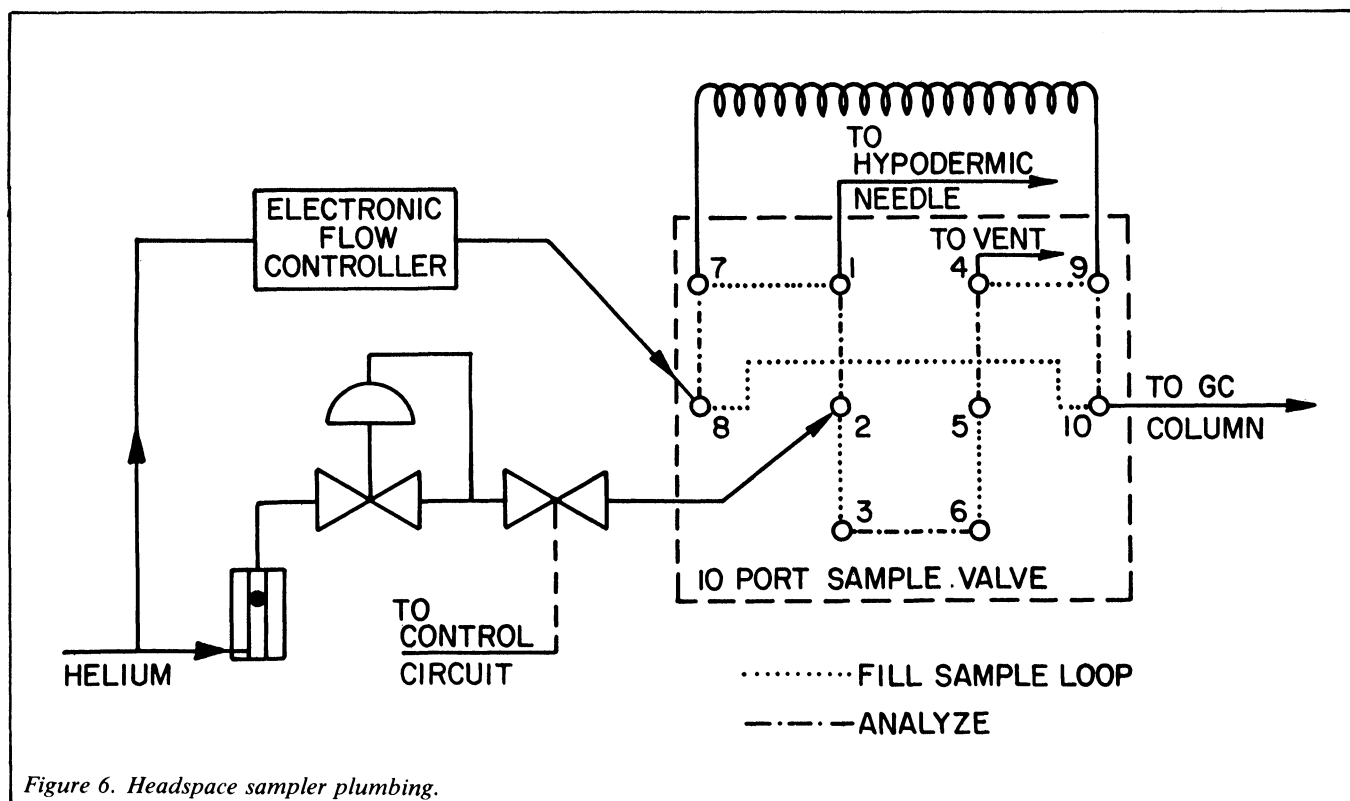 TO
HYPODERMIC
NEEDLE
ELECTRONIC
FLOW
CONTROLLER
TO VENT
7
1
4
9
8
2
5
10
TO GC
COLUMN
3
6
10 PORT SAMPLE.VALVE
TO
CONTROL
CIRCUIT
HELIUM
FILL SAMPLE LOOP
ANALYZE
Figure 6. Headspace sampler plumbing.